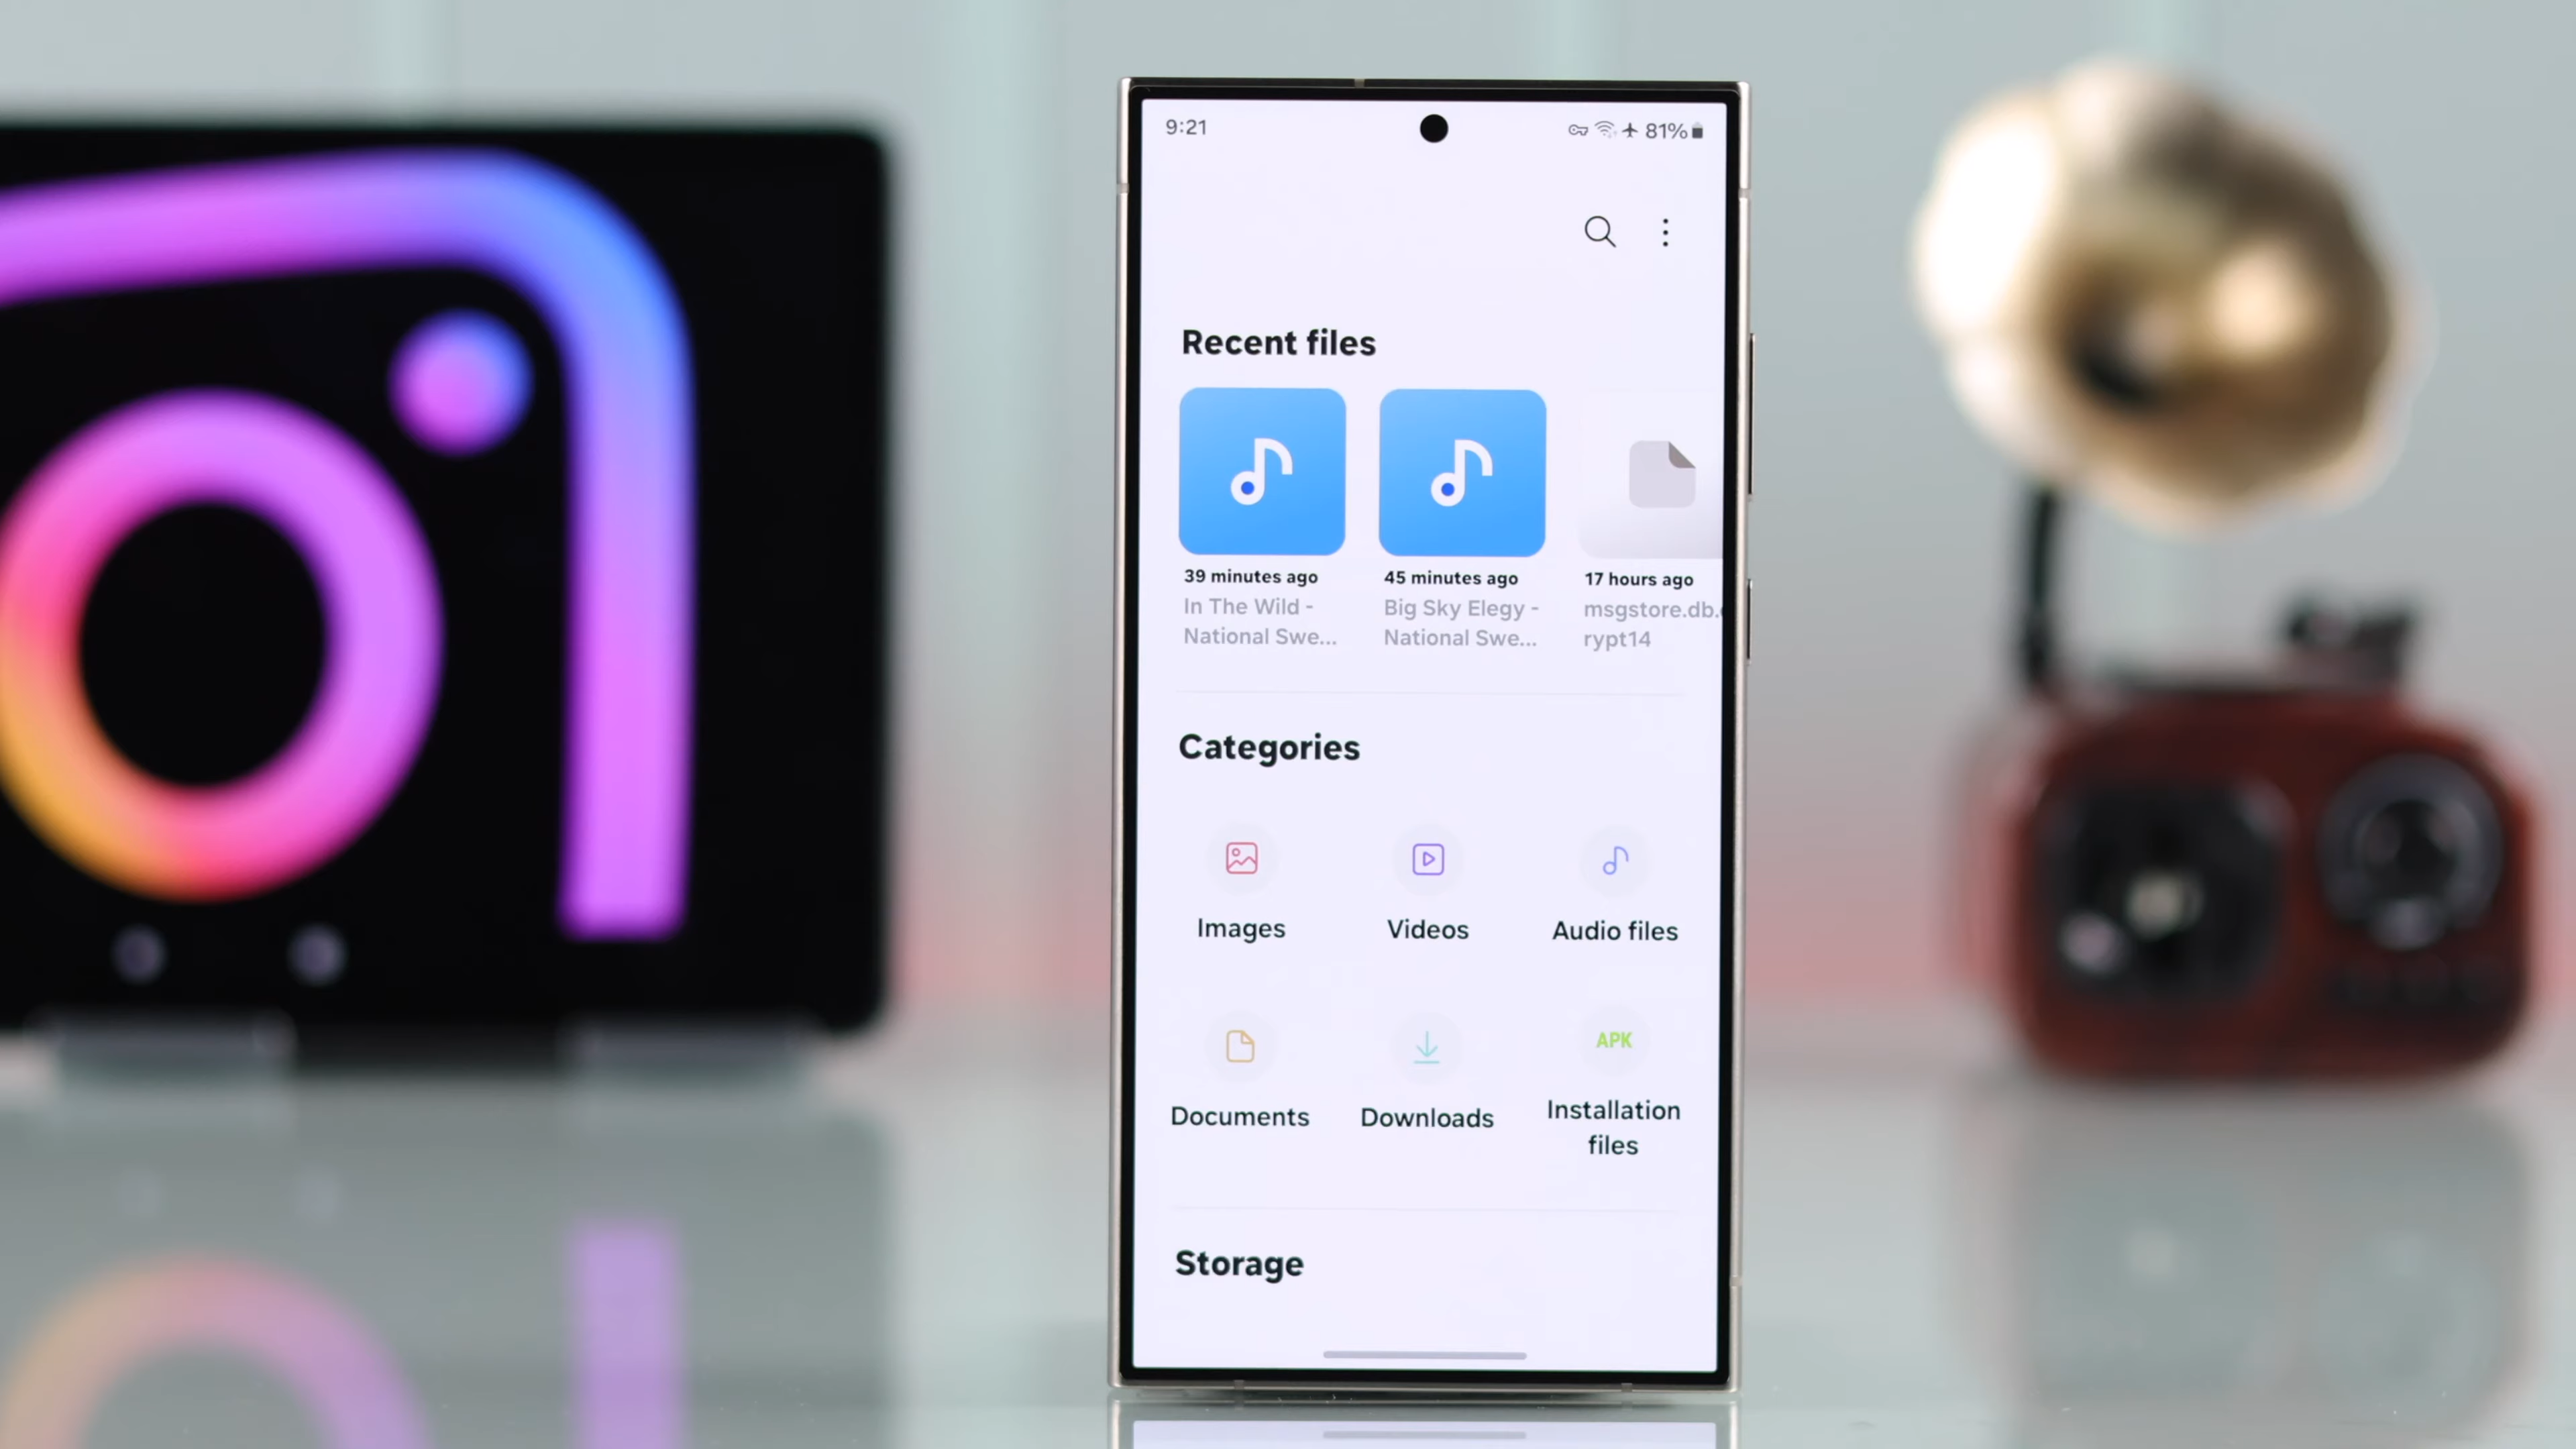 9:21
81%
Recent files
39 minutes ago
In The Wild -
National Swe...
45 minutes ago
Big Sky Elegy -
National Swe...
17 hours ago
msgstore.db.
rypt14
Categories
Images
Videos
Audio files
Documents
Downloads
APK
Installation
files
Storage